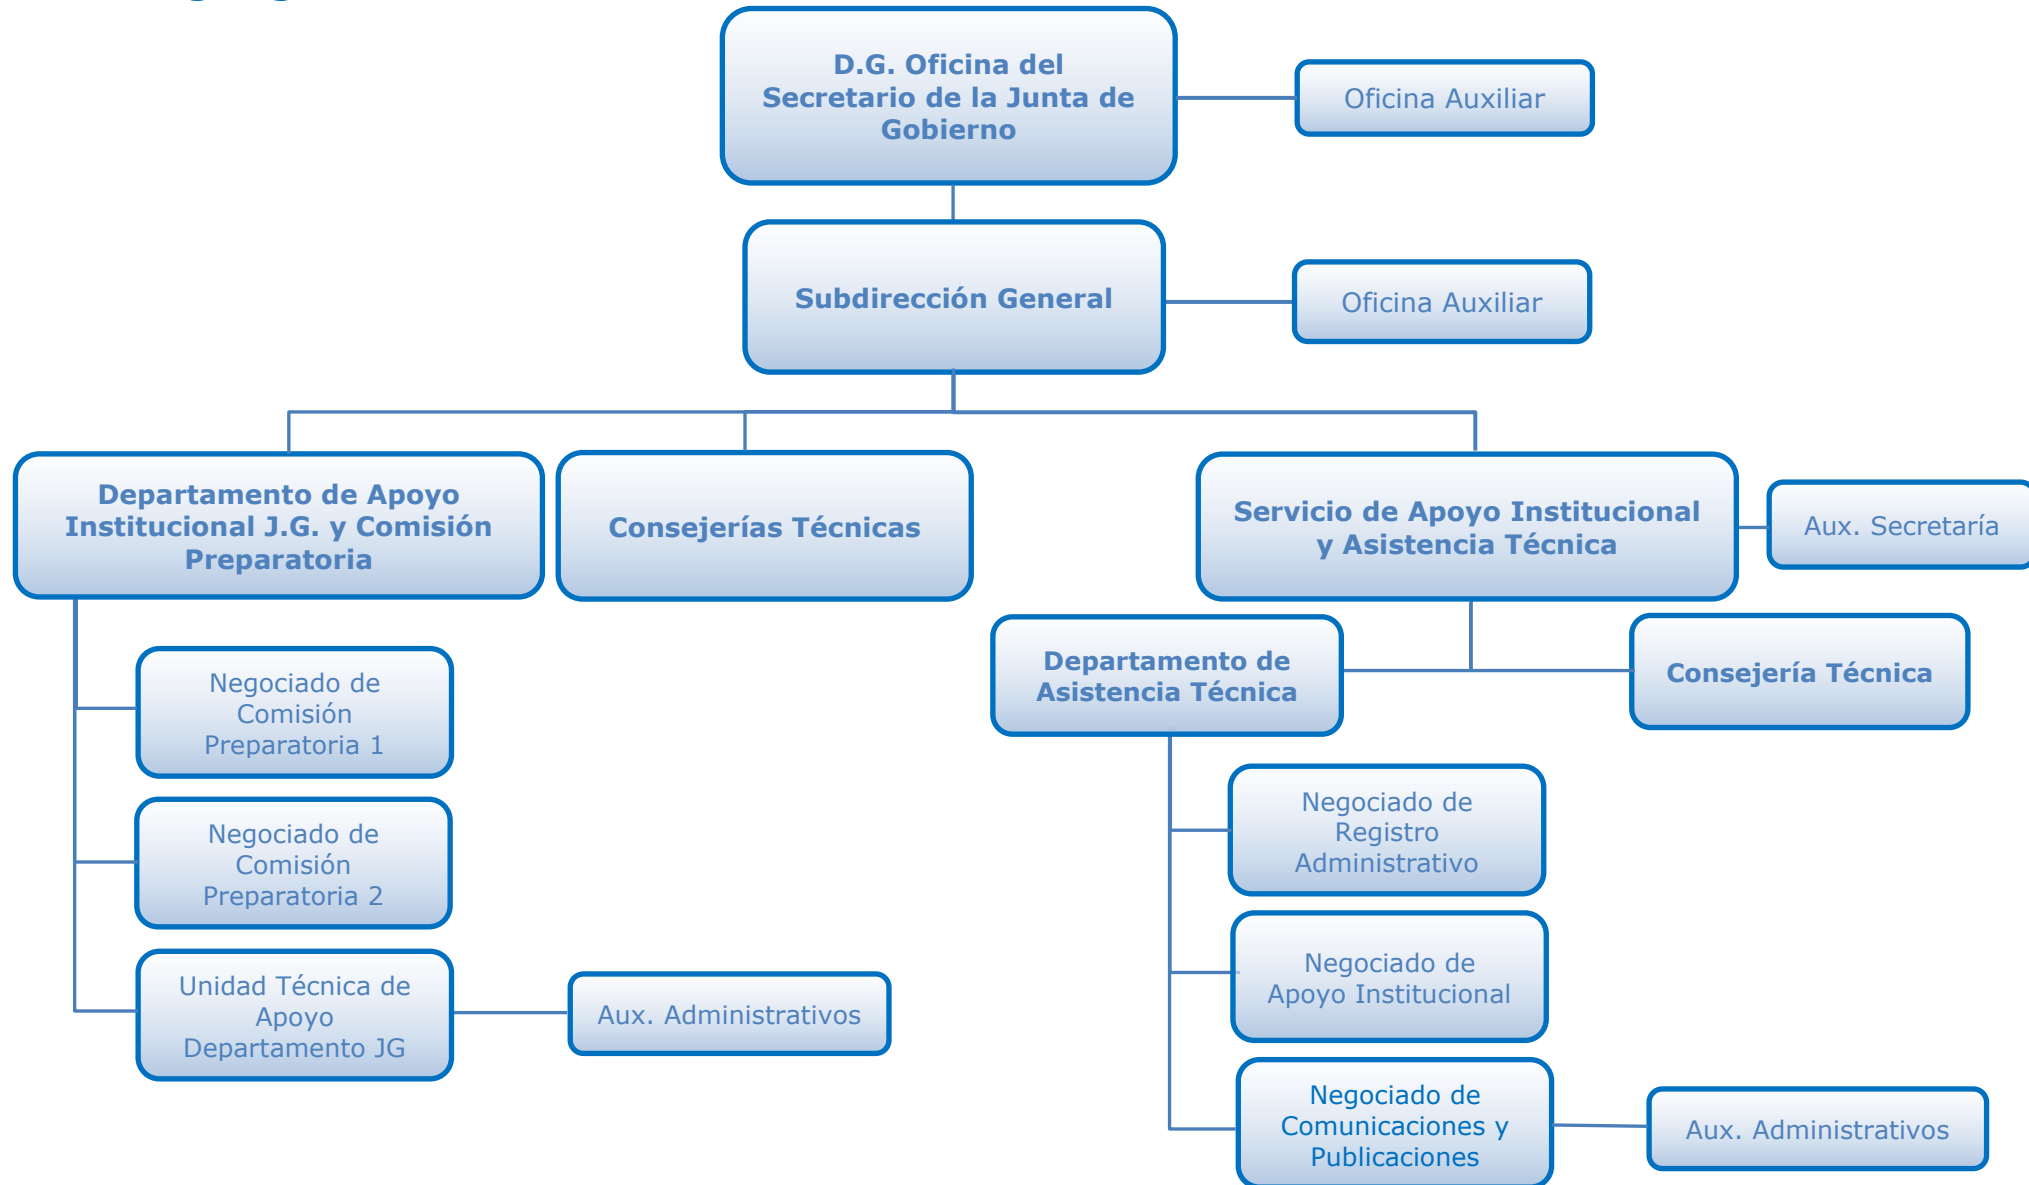 D.G. Oficina del
Secretario de la Junta de
Gobierno
Oficina Auxiliar
Subdirección General
Oficina Auxiliar
Departamento de Apoyo
Institucional J.G. y Comisión
Preparatoria
Consejerías Técnicas
Servicio de Apoyo Institucional
y Asistencia Técnica
Aux. Secretaría
Negociado de
Comisión
Preparatoria 1
Negociado de
Comisión
Preparatoria 2
Unidad Técnica de
Apoyo
Departamento JG
Aux. Administrativos
Departamento de
Asistencia Técnica
Consejería Técnica
Negociado de
Registro
Administrativo
Negociado de
Apoyo Institucional
Negociado de
Comunicaciones y
Publicaciones
Aux. Administrativos